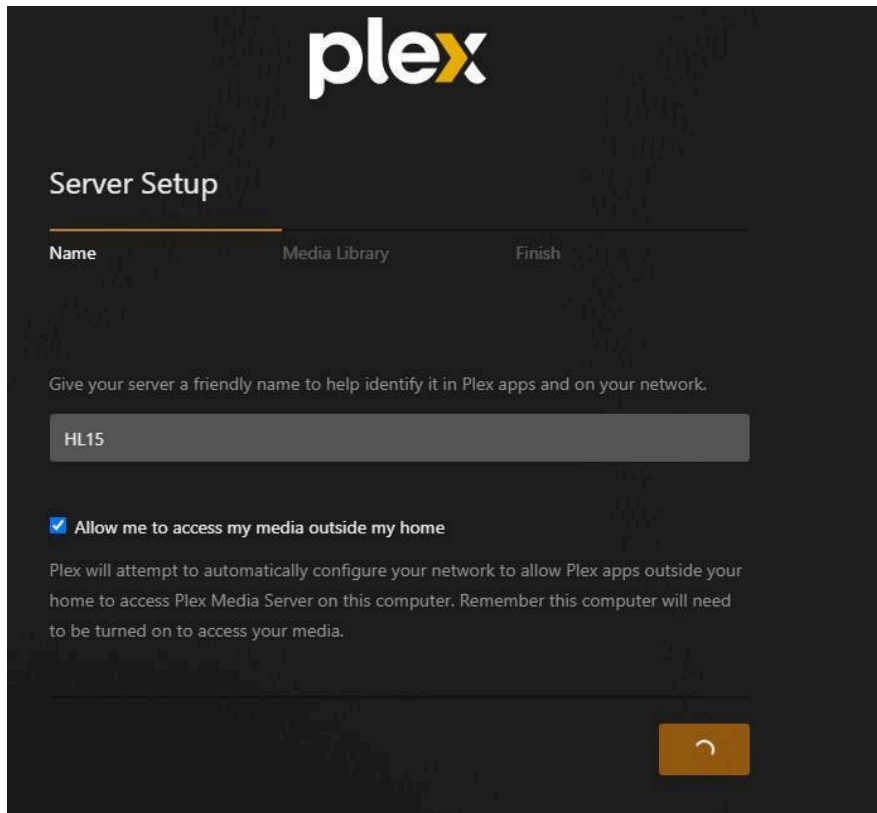 plex
Server Setup
Name Media Library Finish
Give your server a friendly name to help identify it in Plex apps and on your network.
HL15
Allow me to access my media outside my home
Plex will attempt to automatically configure your network to allow Plex apps outside your
home to access Plex Media Server on this computer. Remember this computer will need
to be turned on to access your media.